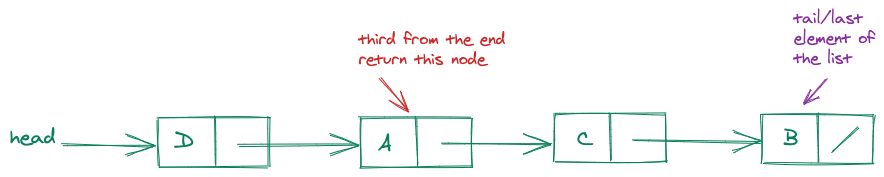 tail/last
element of
the list
third from the end
return this node
head
D
A
C
B